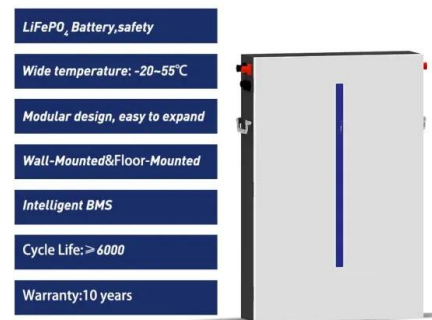 LiFePO₄ Battery,safety
Wide temperature: -20~55℃
Modular design, easy to expand
Wall-Mounted&Floor-Mounted
Intelligent BMS
Cycle Life:≥6000
Warranty:10 years